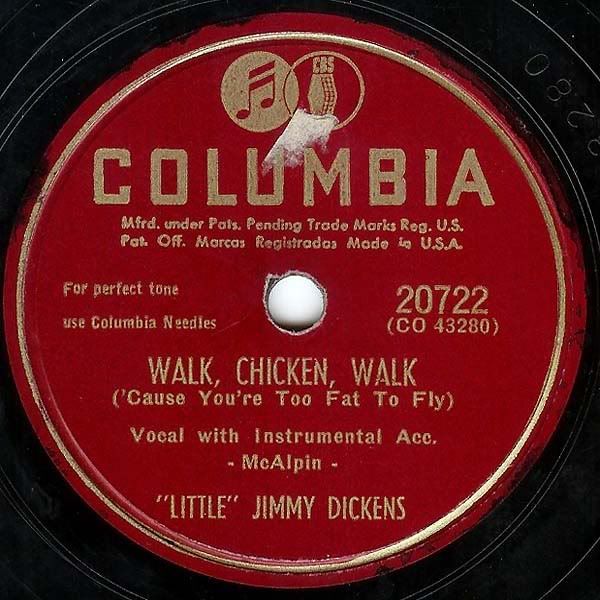 CBS
COLUMBIA
Mfrd. under Pats. Pending Trade Marks Reg. U.S.
Pat. Off. Marcas Registradas Made in U.S.A.
For perfect tone
use Columbia Needles
20722
(CO 43280)
WALK, CHICKEN, WALK
('Cause You're Too Fat To Fly)
Vocal with Instrumental Acc.
- McAlpin -
"LITTLE" JIMMY DICKENS